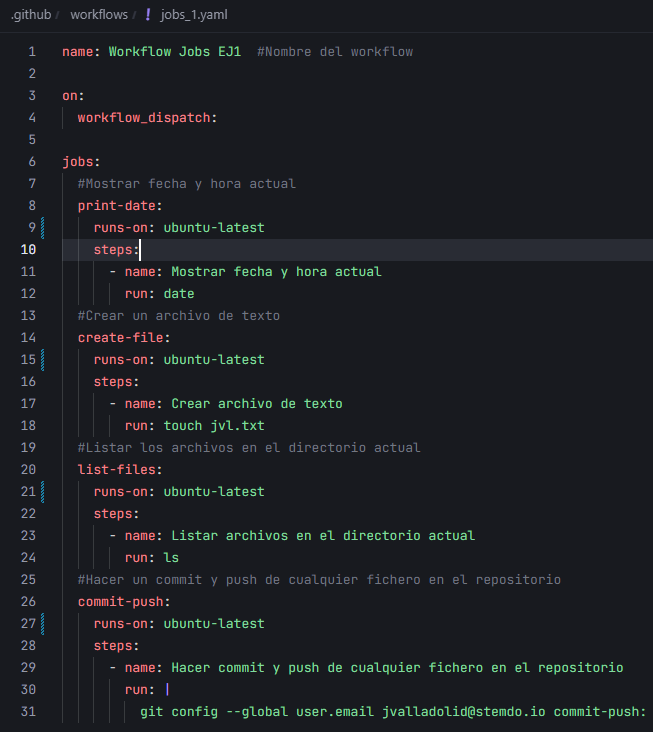 .github / workflows / ! jobs_1.yaml
1 name: Workflow Jobs EJ1  #Nombre del workflow
2
3 on:
4   workflow_dispatch:
5
6 jobs:
7   #Mostrar fecha y hora actual
8   print-date:
9     runs-on: ubuntu-latest
10     steps:
11       - name: Mostrar fecha y hora actual
12         run: date
13   #Crear un archivo de texto
14   create-file:
15     runs-on: ubuntu-latest
16     steps:
17       - name: Crear archivo de texto
18         run: touch jvl.txt
19   #Listar los archivos en el directorio actual
20   list-files:
21     runs-on: ubuntu-latest
22     steps:
23       - name: Listar archivos en el directorio actual
24         run: ls
25   #Hacer un commit y push de cualquier fichero en el repositorio
26   commit-push:
27     runs-on: ubuntu-latest
28     steps:
29       - name: Hacer commit y push de cualquier fichero en el repositorio
30         run: |
31           git config --global user.email jvalladolid@stemdo.io commit-push: